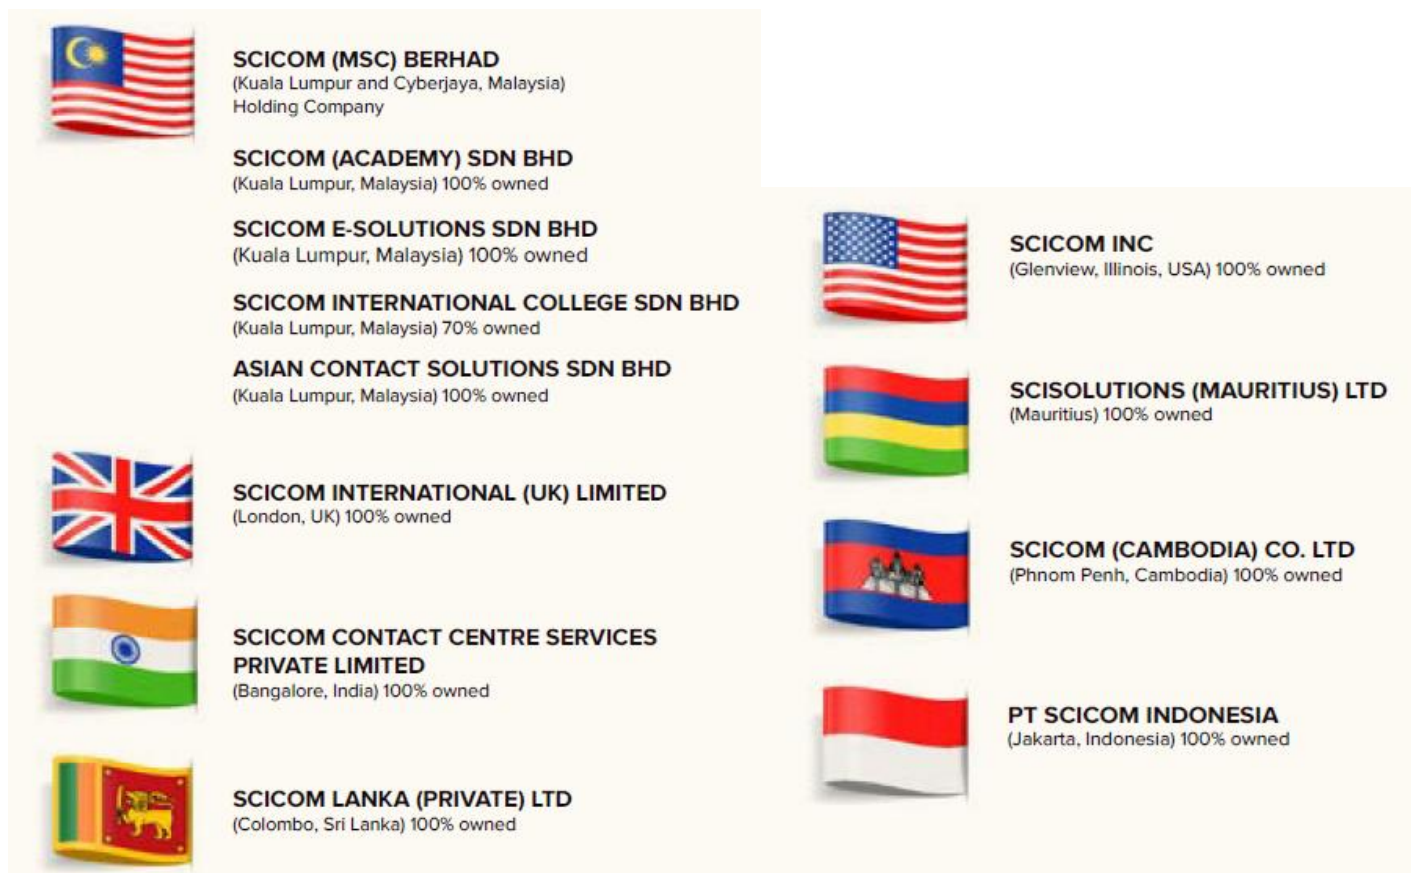 SCICOM (MSC) BERHAD
(Kuala Lumpur and Cyberjaya, Malaysia)
Holding Company
SCICOM (ACADEMY) SDN BHD
(Kuala Lumpur, Malaysia) 100% owned
SCICOM E-SOLUTIONS SDN BHD
(Kuala Lumpur, Malaysia) 100% owned
SCICOM INTERNATIONAL COLLEGE SDN BHD
(Kuala Lumpur, Malaysia) 70% owned
ASIAN CONTACT SOLUTIONS SDN BHD
(Kuala Lumpur, Malaysia) 100% owned
SCICOM INTERNATIONAL (UK) LIMITED
(London, UK) 100% owned
SCICOM CONTACT CENTRE SERVICES
PRIVATE LIMITED
(Bangalore, India) 100% owned
SCICOM LANKA (PRIVATE) LTD
(Colombo, Sri Lanka) 100% owned
SCICOM INC
(Glenview, Illinois, USA) 100% owned
SCISOLUTIONS (MAURITIUS) LTD
(Mauritius) 100% owned
SCICOM (CAMBODIA) CO. LTD
(Phnom Penh, Cambodia) 100% owned
PT SCICOM INDONESIA
(Jakarta, Indonesia) 100% owned